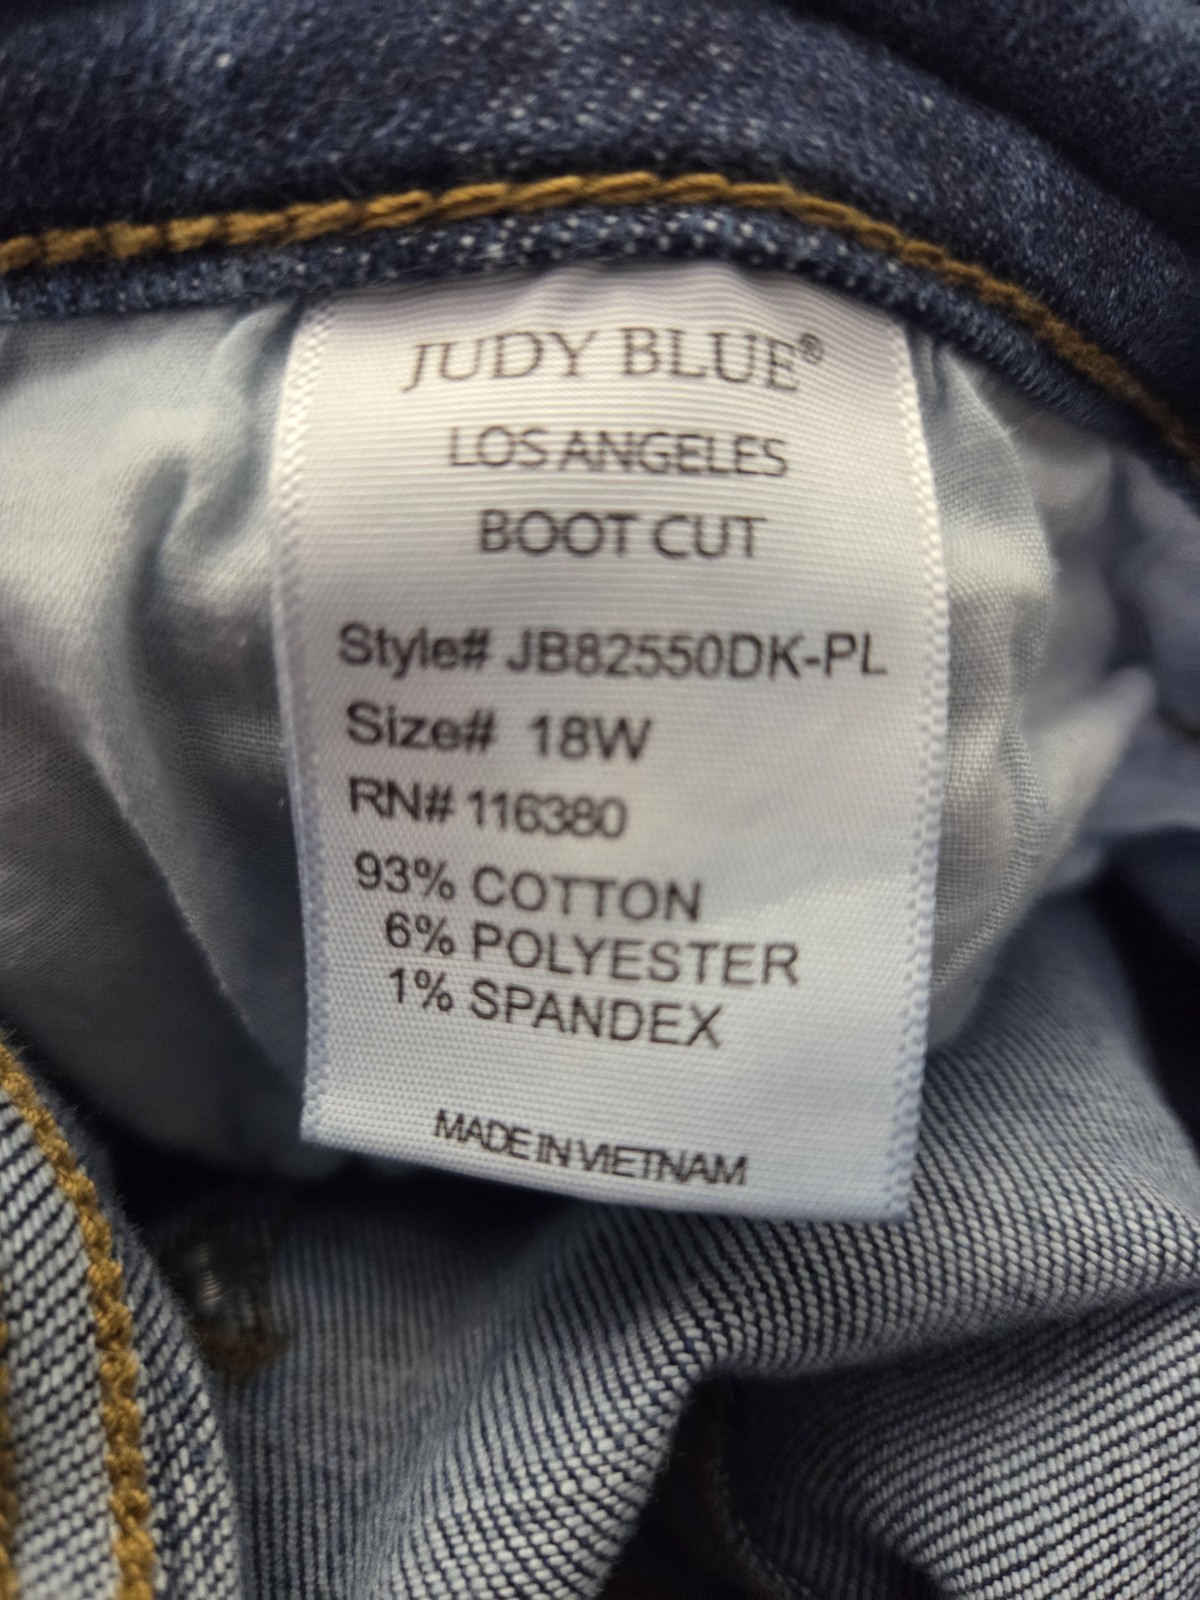 JUDY BLUE®
LOS ANGELES
BOOT CUT
Style# JB82550DK-PL
Size# 18W
RN# 116380
93% COTTON
6% POLYESTER
1% SPANDEX
MADE IN VIETNAM